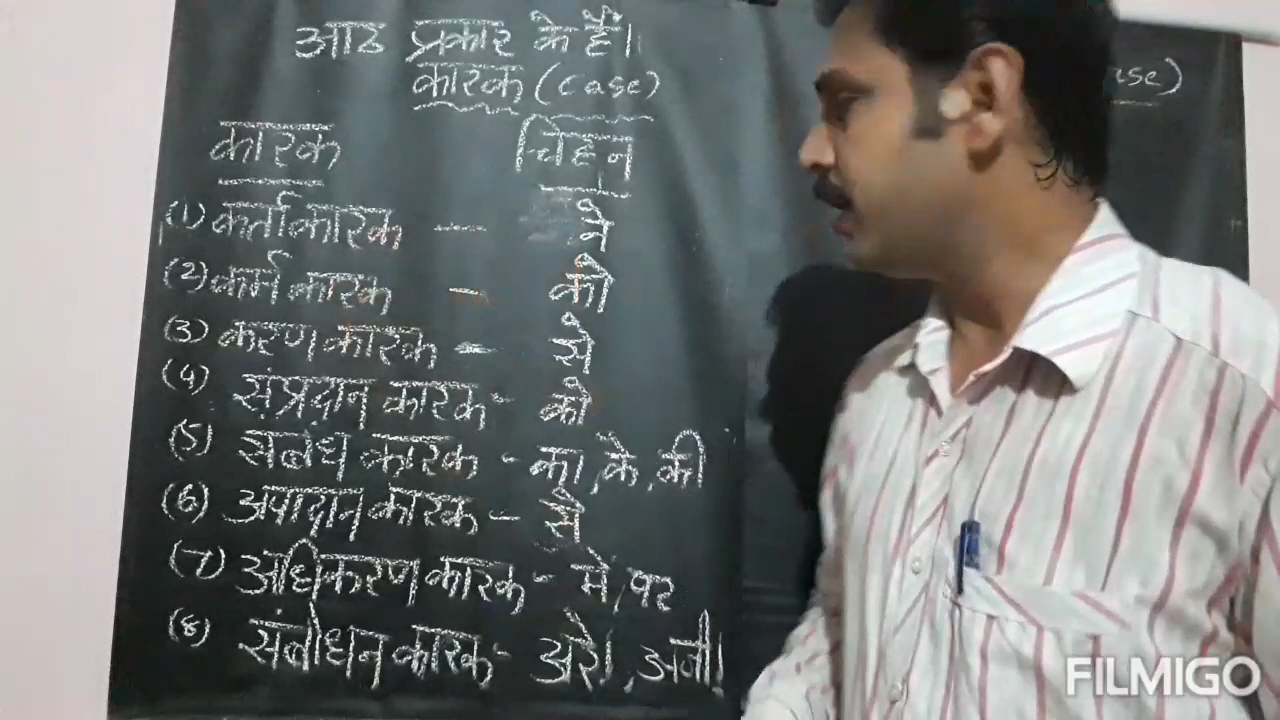 आठ प्रकार के हैं।
कारक (case)
ase)
कारक चिह्न
(1) कर्ता कारक — ने
(2) कर्म कारक — को
(3) करण कारक — से
(4) संप्रदान कारक - को
(5) संबंध कारक - का, के, की
(6) अपादान कारक — से
(7) अधिकरण कारक - में, पर
(8) संबोधन कारक - अरे!, अजी!
FILMIGO